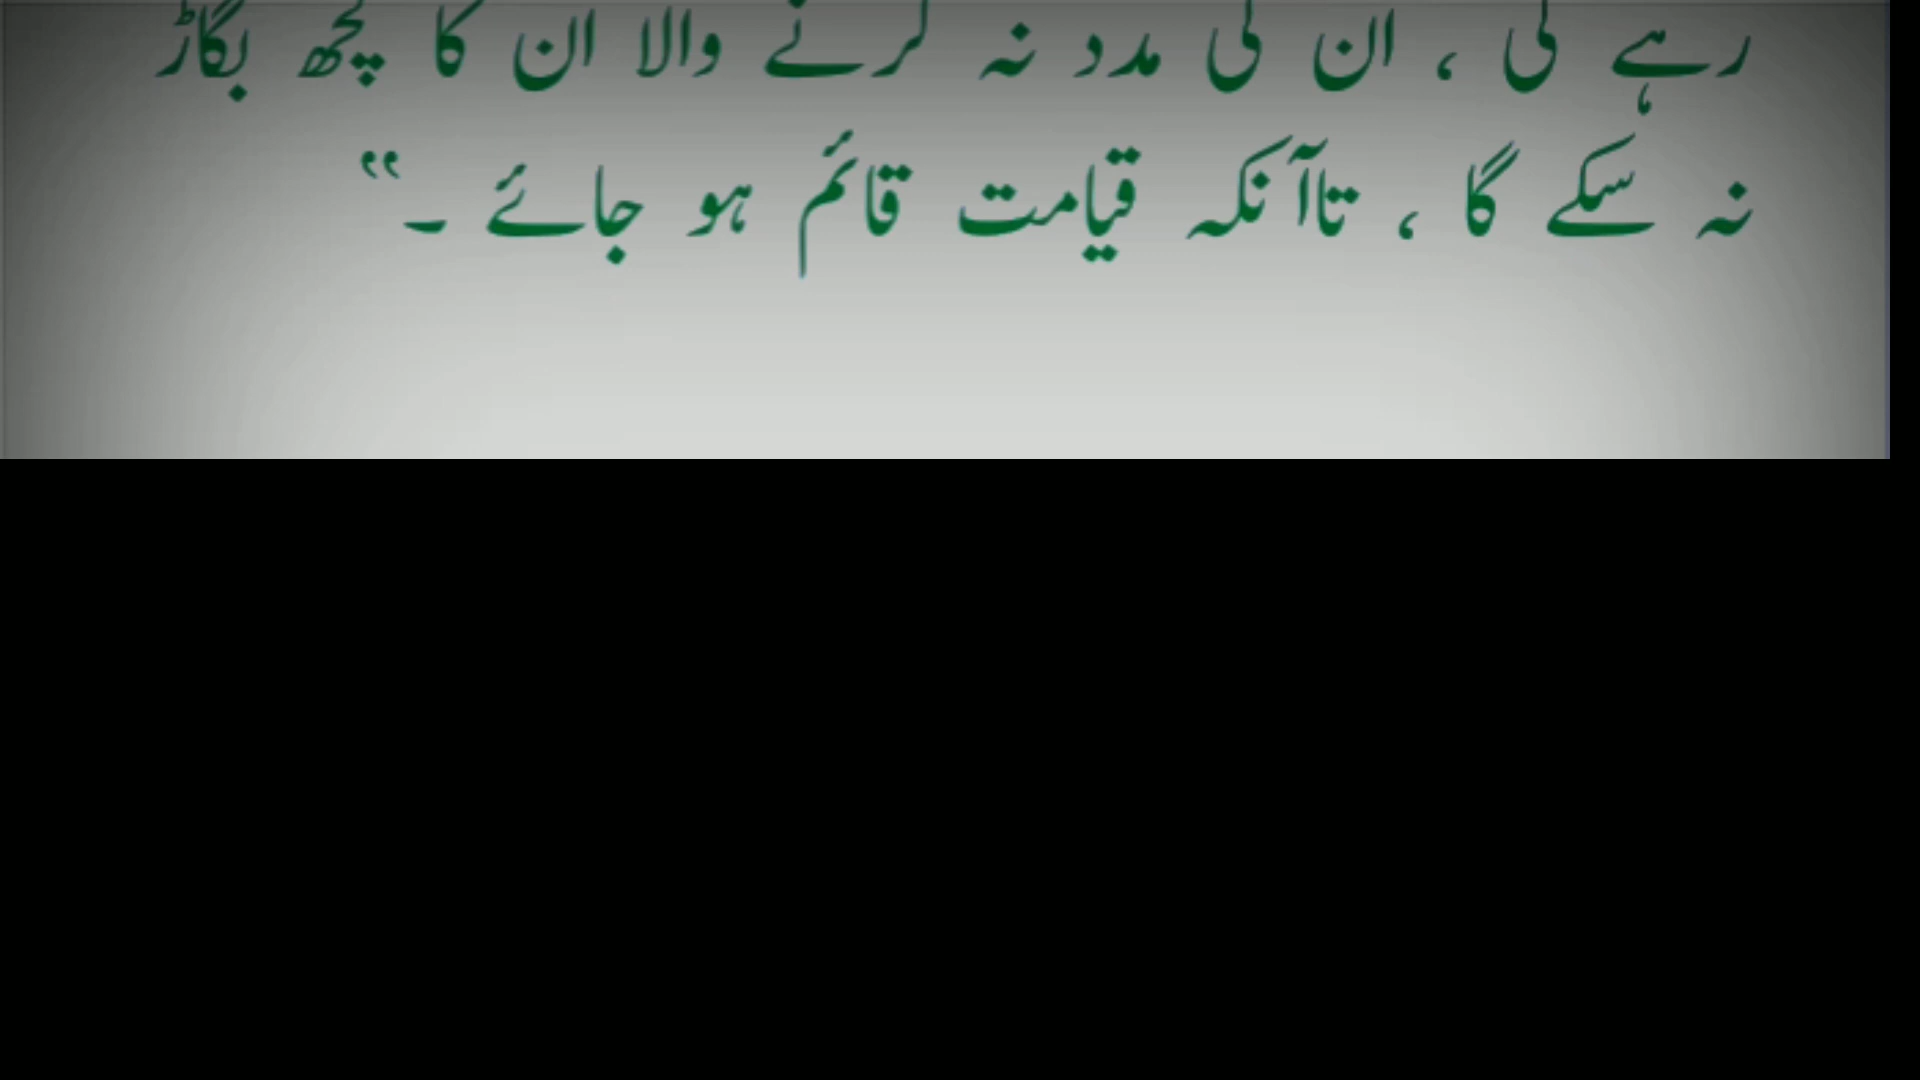 رہے گی ، ان کی مدد نہ کرنے والا ان کا کچھ بگاڑ
نہ سکے گا ، تاآنکہ قیامت قائم ہو جائے ۔“